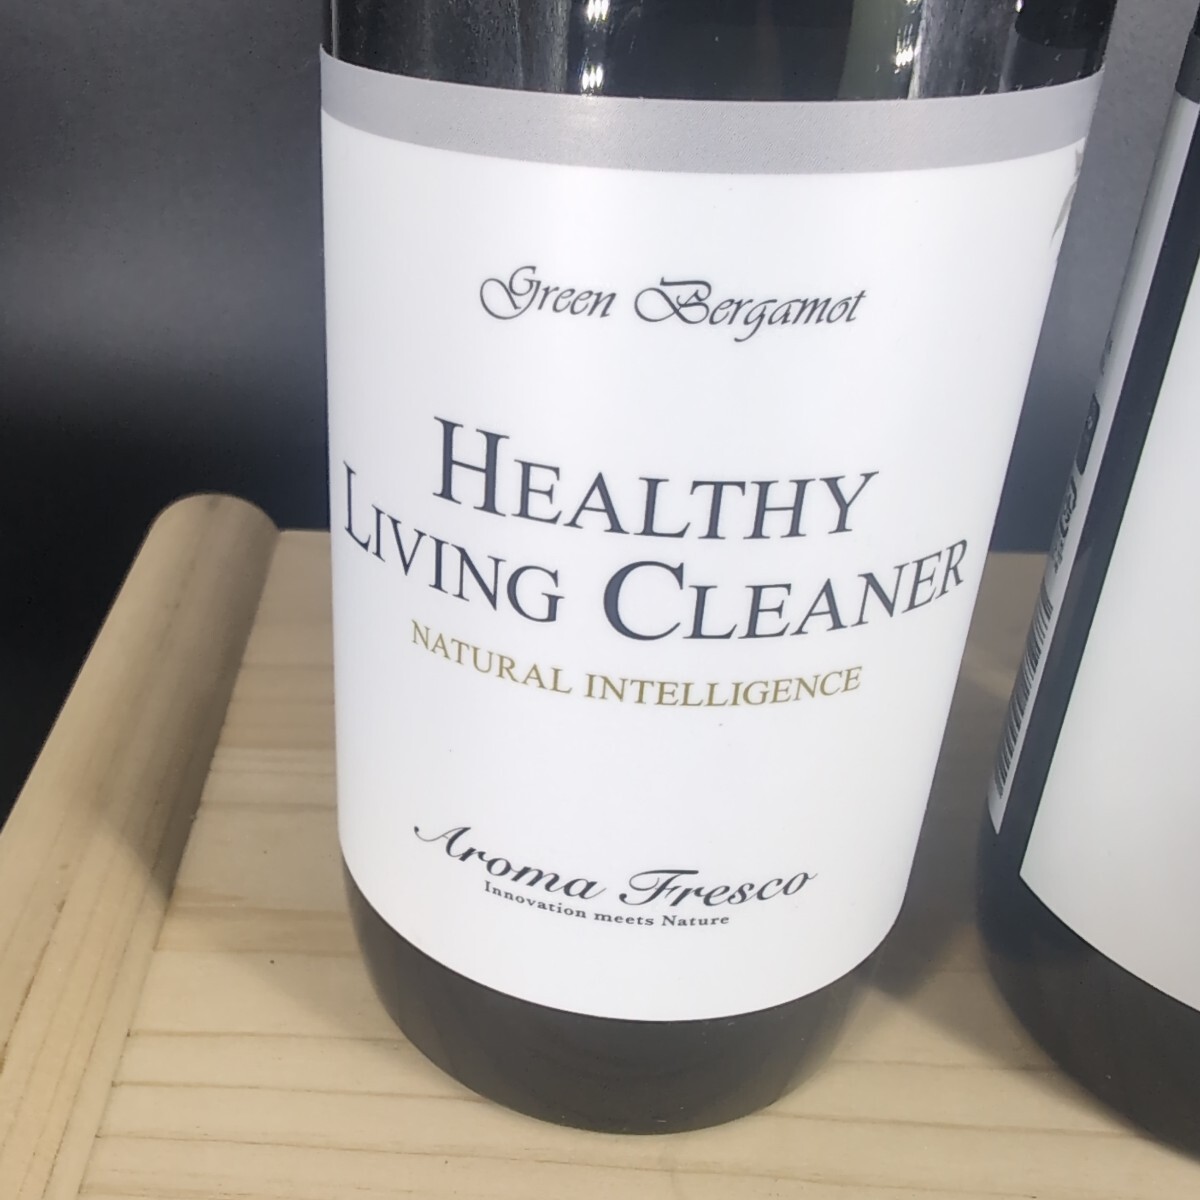 Green Bergamot
HEALTHY
LIVING CLEANER
NATURAL INTELLIGENCE
Aroma Fresco
Innovation meets Nature